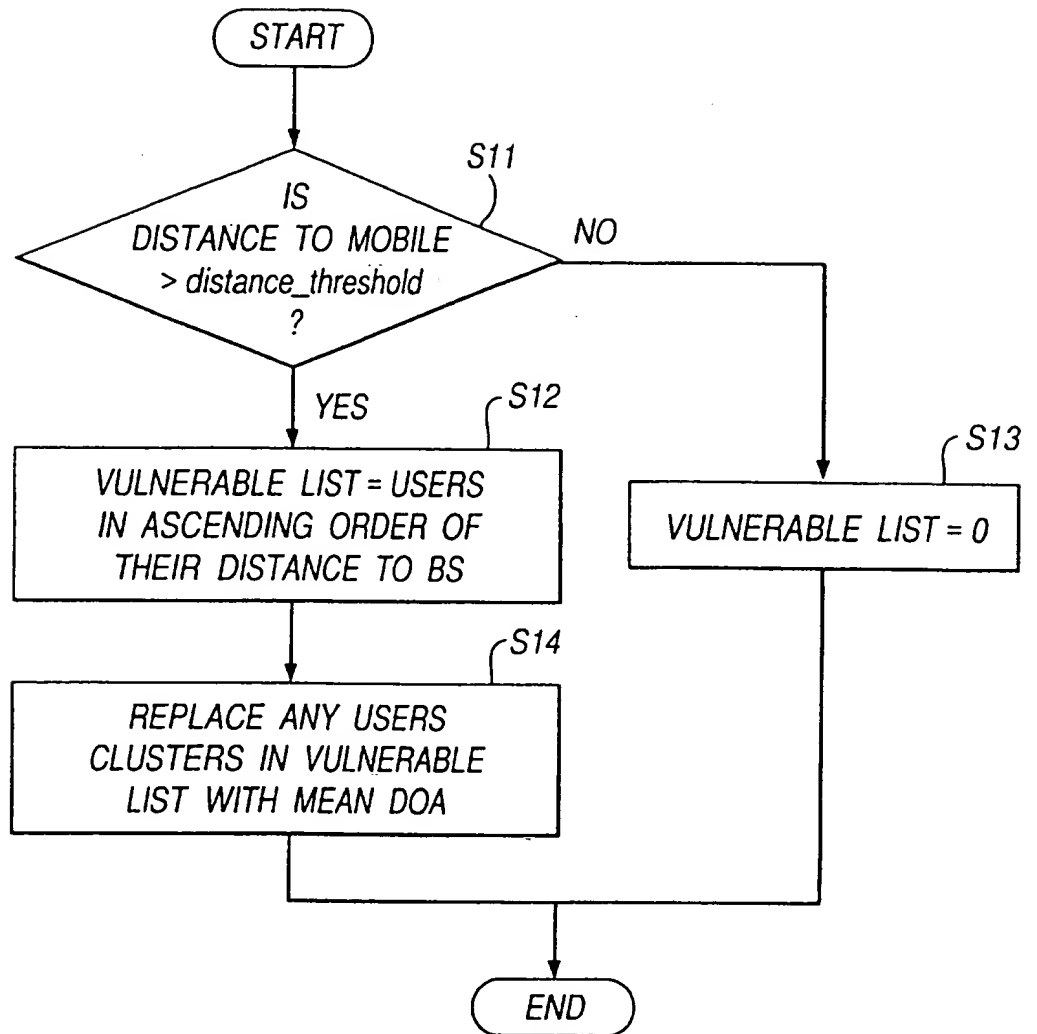 START
S11
IS
DISTANCE TO MOBILE
> distance_threshold
?
NO
YES
S12
VULNERABLE LIST = USERS
IN ASCENDING ORDER OF
THEIR DISTANCE TO BS
S13
VULNERABLE LIST = 0
S14
REPLACE ANY USERS
CLUSTERS IN VULNERABLE
LIST WITH MEAN DOA
END